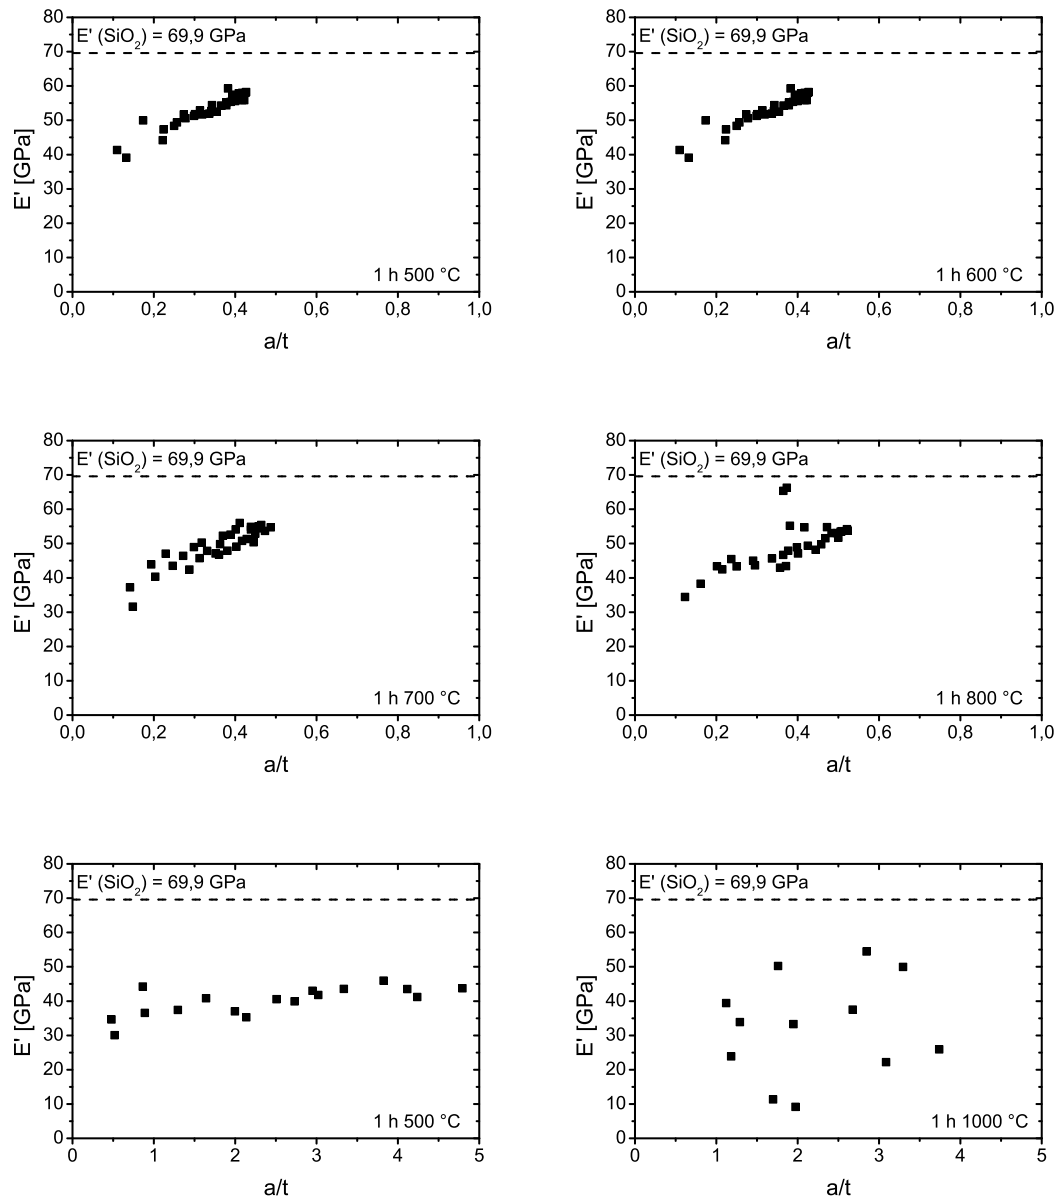 80
70
60
50
40
30
20
10
0
E' [GPa]
E' (SiO₂) = 69,9 GPa
1 h 500 °C
0,0 0,2 0,4 0,6 0,8 1,0
a/t
80
70
60
50
40
30
20
10
0
E' [GPa]
E' (SiO₂) = 69,9 GPa
1 h 600 °C
0,0 0,2 0,4 0,6 0,8 1,0
a/t
80
70
60
50
40
30
20
10
0
E' [GPa]
E' (SiO₂) = 69,9 GPa
1 h 700 °C
0,0 0,2 0,4 0,6 0,8 1,0
a/t
80
70
60
50
40
30
20
10
0
E' [GPa]
E' (SiO₂) = 69,9 GPa
1 h 800 °C
0,0 0,2 0,4 0,6 0,8 1,0
a/t
80
70
60
50
40
30
20
10
0
E' [GPa]
E' (SiO₂) = 69,9 GPa
1 h 500 °C
0 1 2 3 4 5
a/t
80
70
60
50
40
30
20
10
0
E' [GPa]
E' (SiO₂) = 69,9 GPa
1 h 1000 °C
0 1 2 3 4 5
a/t